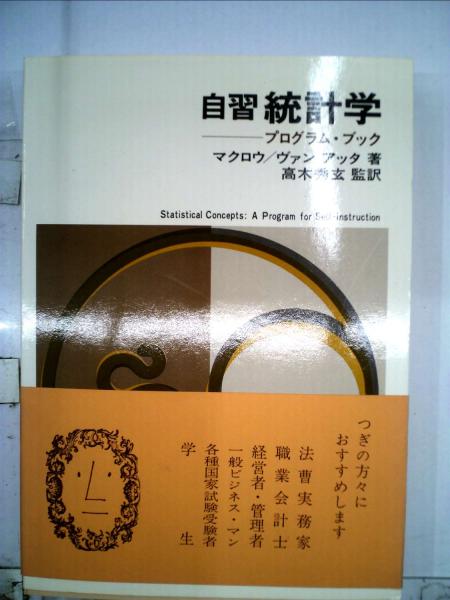 自習 統計学
プログラム・ブック
マクロウ/ヴァン アッタ 著
高木秀玄 監訳
Statistical Concepts: A Program for Self-instruction
つぎの方々に
おすすめします
法曹実務家
職業会計士
経営者・管理者
一般ビジネス・マン
各種国家試験受験者
学生